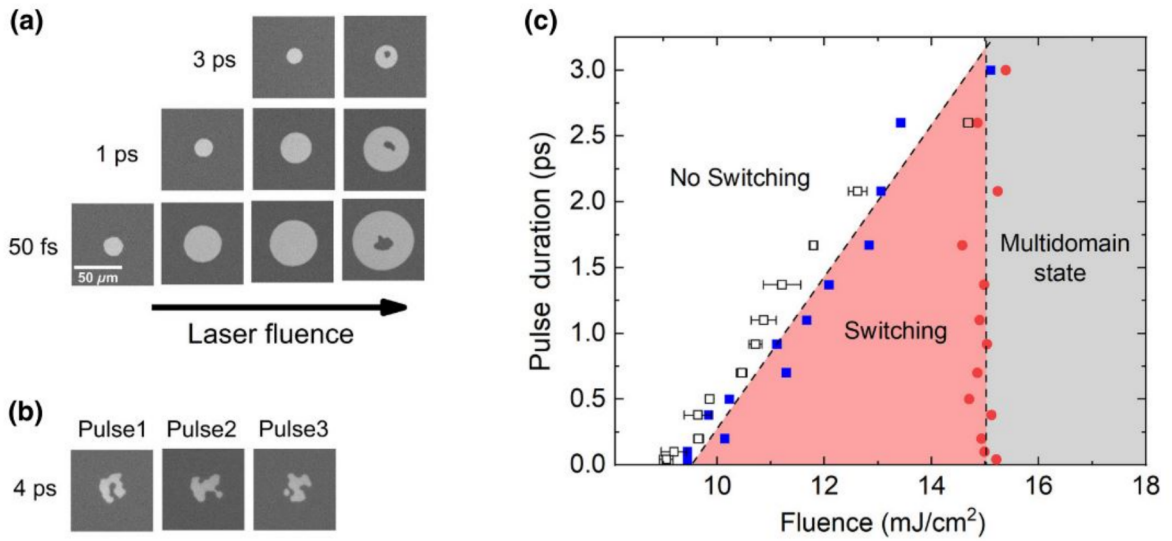 (a)
3 ps
1 ps
50 fs
50 µm
Laser fluence
(b)
Pulse1 Pulse2 Pulse3
4 ps
(c)
Pulse duration (ps)
3.0
2.5
2.0
1.5
1.0
0.5
0.0
No Switching
Switching
Multidomain
state
10 12 14 16 18
Fluence (mJ/cm²)